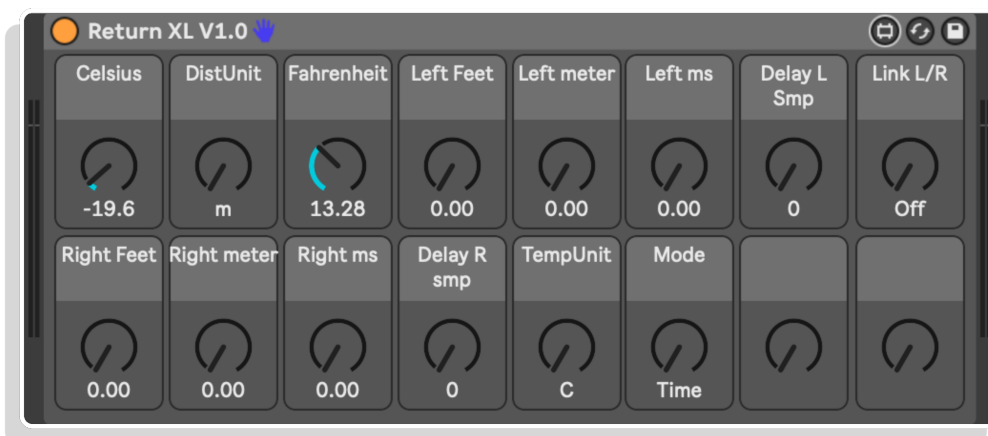 Return XL V1.0
Celsius
DistUnit
Fahrenheit
Left Feet
Left meter
Left ms
Delay L
Smp
Link L/R
-19.6
m
13.28
0.00
0.00
0.00
0
Off
Right Feet
Right meter
Right ms
Delay R
smp
TempUnit
Mode
0.00
0.00
0.00
0
C
Time